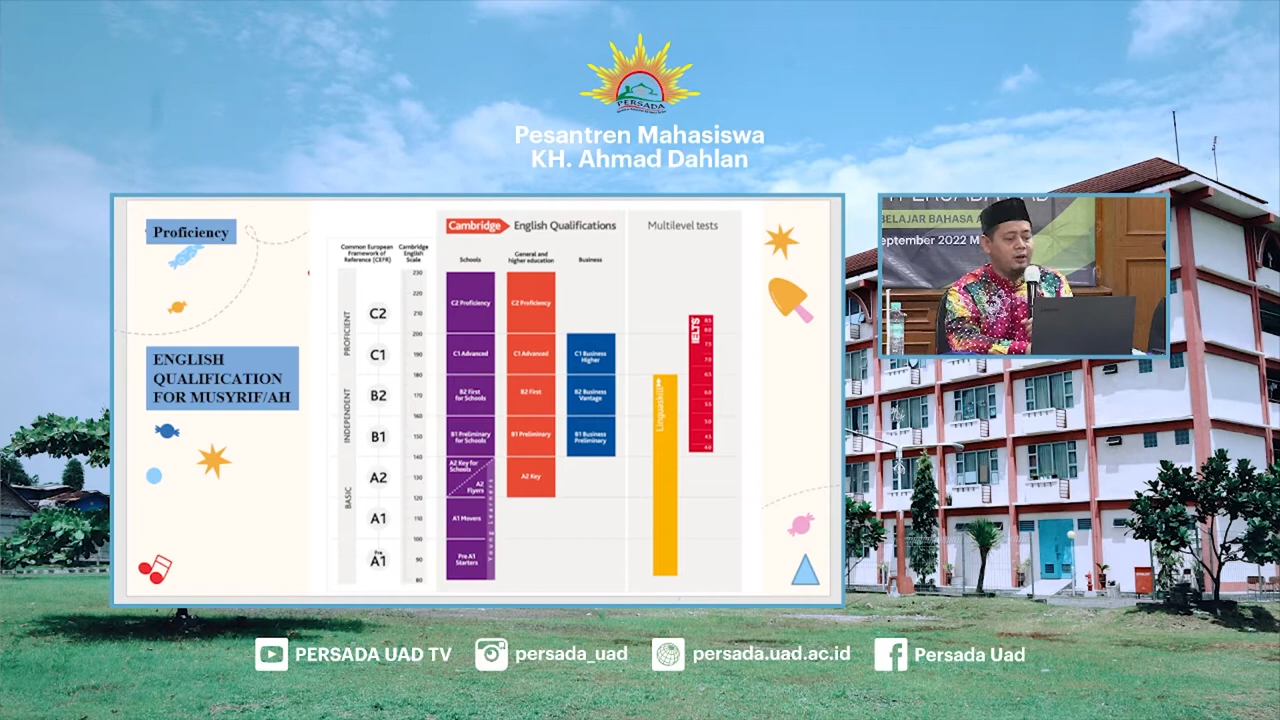 PERSADA
Pesantren Mahasiswa
KH. Ahmad Dahlan
Proficiency
ENGLISH
QUALIFICATION
FOR MUSYRIF/AH
Cambridge English Qualifications
Multilevel tests
Common European
Framework of
Reference (CEFR)
Cambridge
English
Scale
Schools
General and
higher education
Business
PROFICIENT
INDEPENDENT
BASIC
C2
C1
B2
B1
A2
A1
Pre
A1
230
220
210
200
190
180
170
160
150
140
130
120
110
100
90
80
C2 Proficiency
C1 Advanced
B2 First
for Schools
B1 Preliminary
for Schools
A2 Key for
Schools
A2
Flyers
A1 Movers
Pre A1
Starters
Young Learners
C2 Proficiency
C1 Advanced
B2 First
B1 Preliminary
A2 Key
C1 Business
Higher
B2 Business
Vantage
B1 Business
Preliminary
Linguaskill
IELTS
8.5
8.0
7.5
7.0
6.5
6.0
5.5
5.0
4.5
4.0
PERSADA UAD
BELAJAR BAHASA A
eptember 2022 M
PERSADA UAD TV
persada_uad
persada.uad.ac.id
Persada Uad